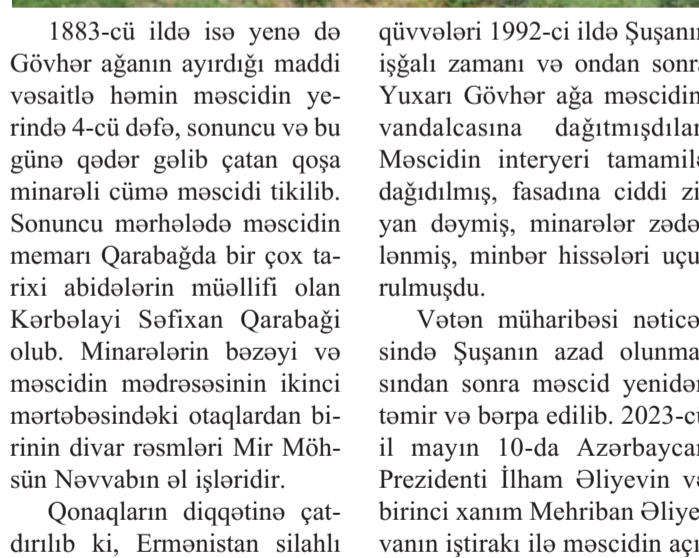 1883-cü ildə isə yenə də
Gövhər ağanın ayırdığı maddi
vəsaitlə həmin məscidin ye-
rində 4-cü dəfə, sonuncu və bu
günə qədər gəlib çatan qoşa
minarəli cümə məscidi tikilib.
Sonuncu mərhələdə məscidin
memarı Qarabağda bir çox ta-
rixi abidələrin müəllifi olan
Kərbəlayi Səfixan Qarabaği
olub. Minarələrin bəzəyi və
məscidin mədrəsəsinin ikinci
mərtəbəsindəki otaqlardan bi-
rinin divar rəsmləri Mir Möh-
sün Nəvvabın əl işləridir.
Qonaqların diqqətinə çat-
dırılıb ki, Ermənistan silahlı
qüvvələri 1992-ci ildə Şuşanın
işğalı zamanı və ondan sonra
Yuxarı Gövhər ağa məscidin
vandalcasına dağıtmışdılar
Məscidin interyeri tamamilə
dağıdılmış, fasadına ciddi zi-
yan dəymiş, minarələr zədə
lənmiş, minbər hissələri uçu
rulmuşdu.
Vətən müharibəsi nəticə
sində Şuşanın azad olunma
sından sonra məscid yenidən
təmir və bərpa edilib. 2023-cü
il mayın 10-da Azərbaycan
Prezidenti İlham Əliyevin və
birinci xanım Mehriban Əliye
vanın iştirakı ilə məscidin açı